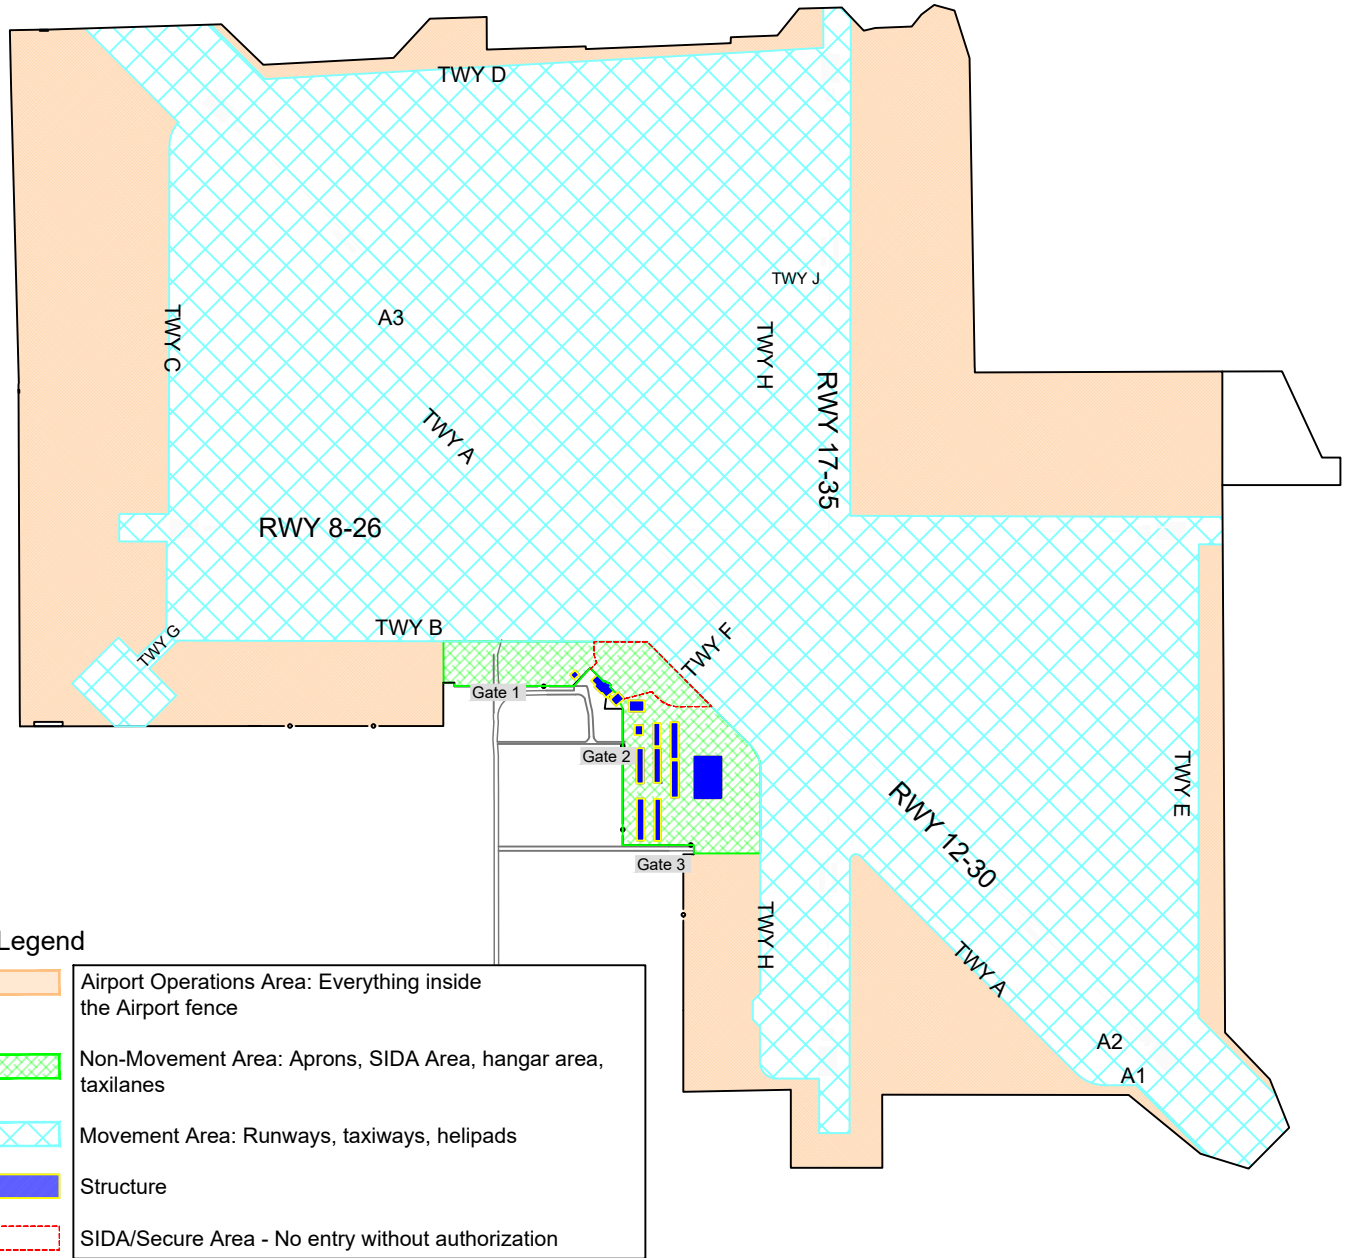 TWY D
TWY J
A3
TWY C
TWY H
RWY 17-35
TWY A
RWY 8-26
TWY B
TWY G
TWY F
Gate 1
Gate 2
TWY E
RWY 12-30
Gate 3
TWY H
TWY A
A2
A1
Legend
Airport Operations Area: Everything inside
the Airport fence
Non-Movement Area: Aprons, SIDA Area, hangar area,
taxilanes
Movement Area: Runways, taxiways, helipads
Structure
SIDA/Secure Area - No entry without authorization